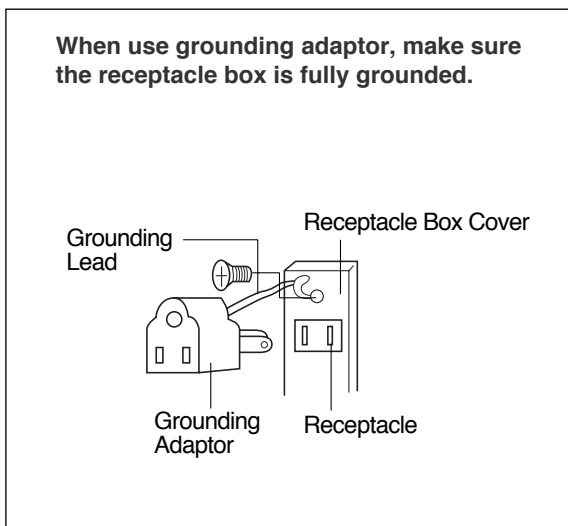 When use grounding adaptor, make sure
the receptacle box is fully grounded.
Receptacle Box Cover
Grounding
Lead
Grounding
Adaptor
Receptacle